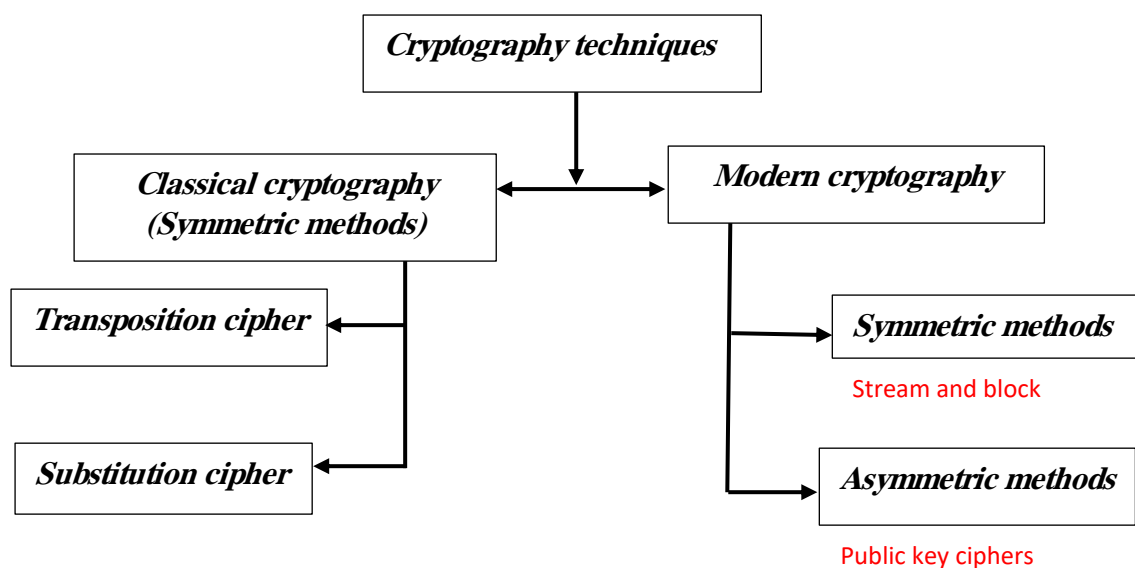 Cryptography techniques
Classical cryptography
(Symmetric methods)
Modern cryptography
Transposition cipher
Symmetric methods
Stream and block
Substitution cipher
Asymmetric methods
Public key ciphers